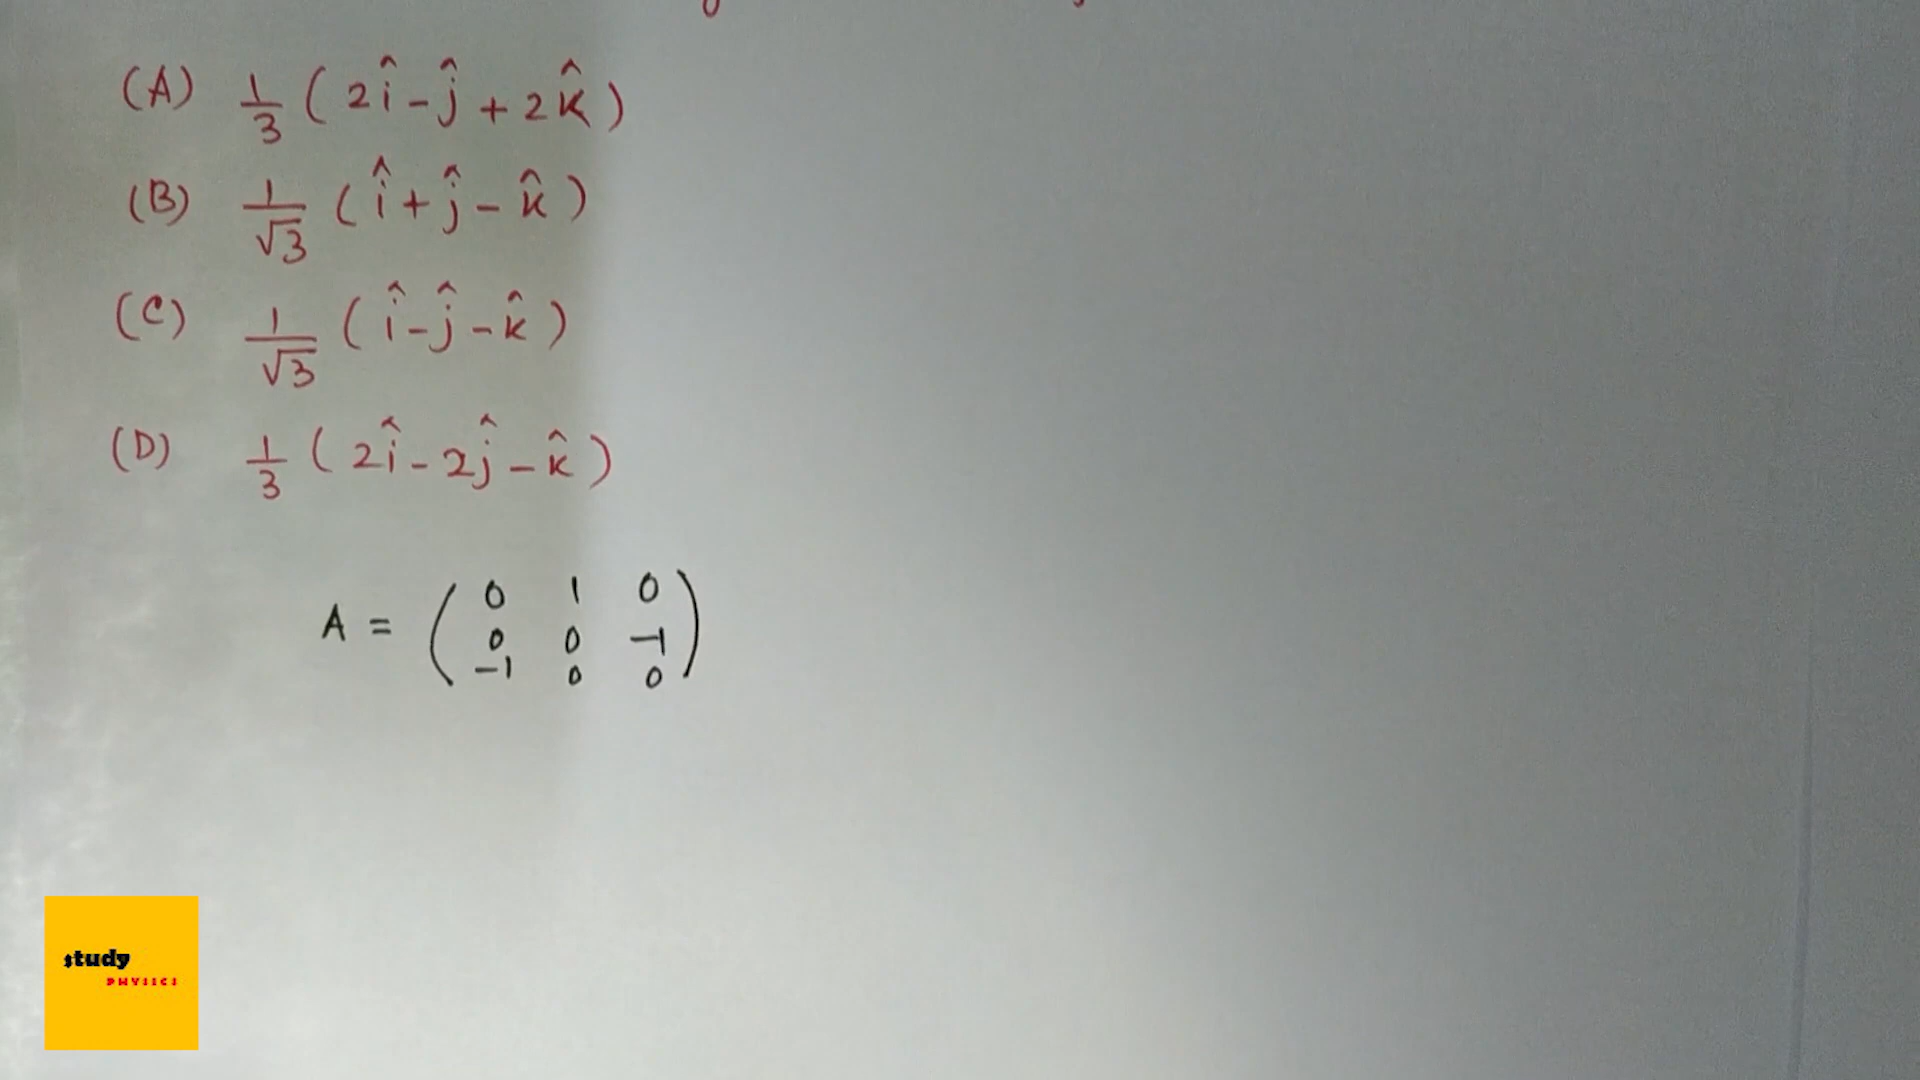 (A) 1/3 ( 2î - ĵ + 2k̂ )
(B) 1/√3 ( î + ĵ - k̂ )
(C) 1/√3 ( î - ĵ - k̂ )
(D) 1/3 ( 2î - 2ĵ - k̂ )
A = ( 0 1 0
0 0 -1
-1 0 0 )
study
PHYSICS